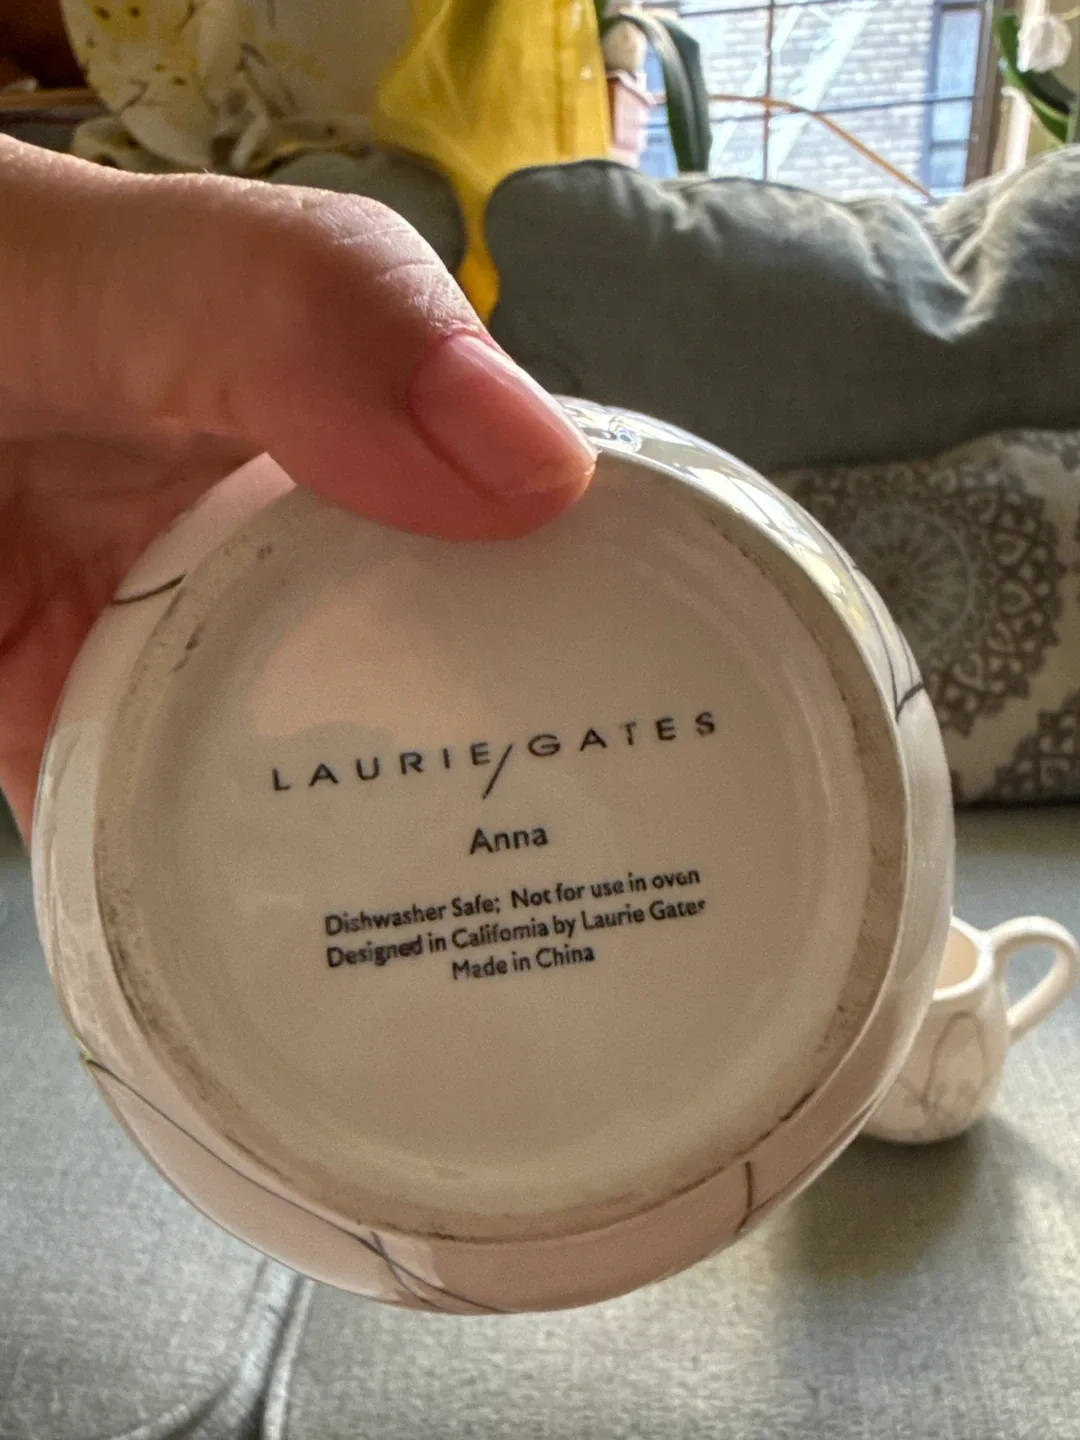 LAURIE/GATES
Anna
Dishwasher Safe; Not for use in oven
Designed in California by Laurie Gates
Made in China